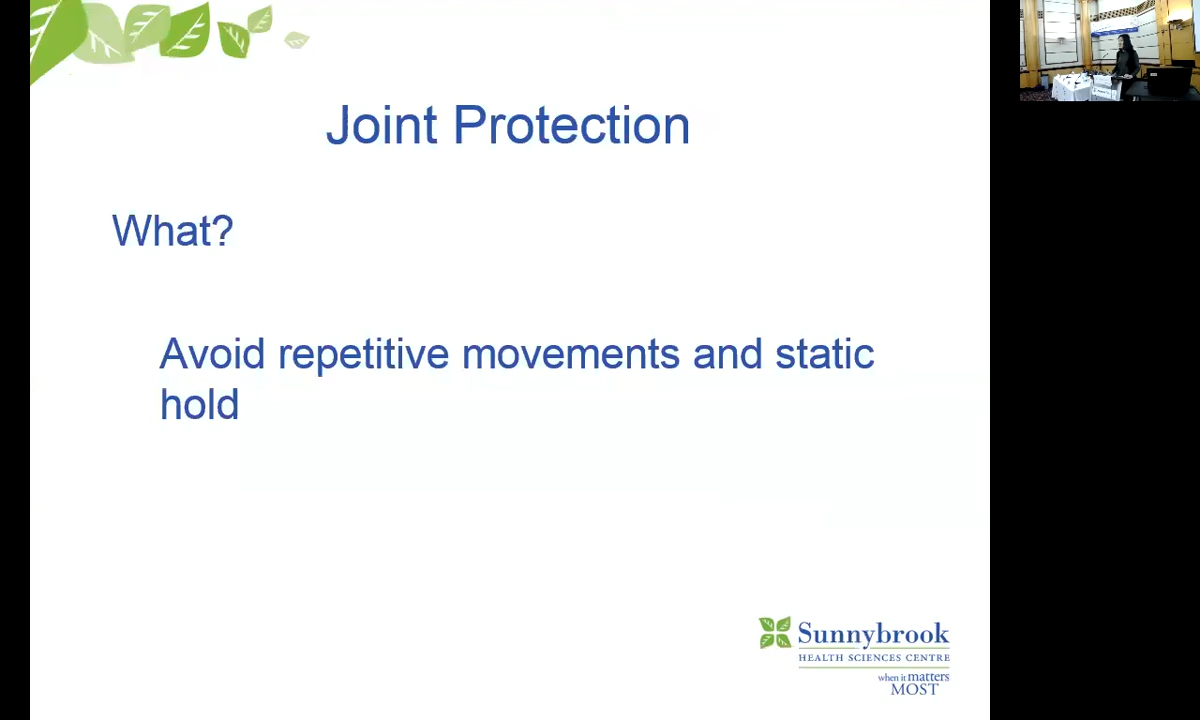 Joint Protection
What?
Avoid repetitive movements and static
hold
Sunnybrook
HEALTH SCIENCES CENTRE
when it matters
MOST